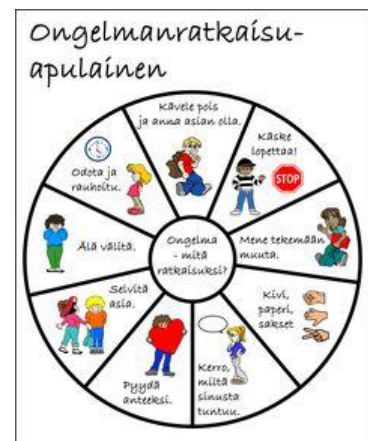 Ongelmanratkaisu-
apulainen
Kävele pois
ja anna asian olla.
Käske
lopettaa!
STOP
Mene tekemään
muuta.
Kivi,
paperi,
sakset
Kerro,
miltä
sinusta
tuntuu.
Pyydä
anteeksi.
Selvitä
asia.
Älä välitä.
Odota ja
rauhoitu.
Ongelma
- mitä
ratkaisuksi?